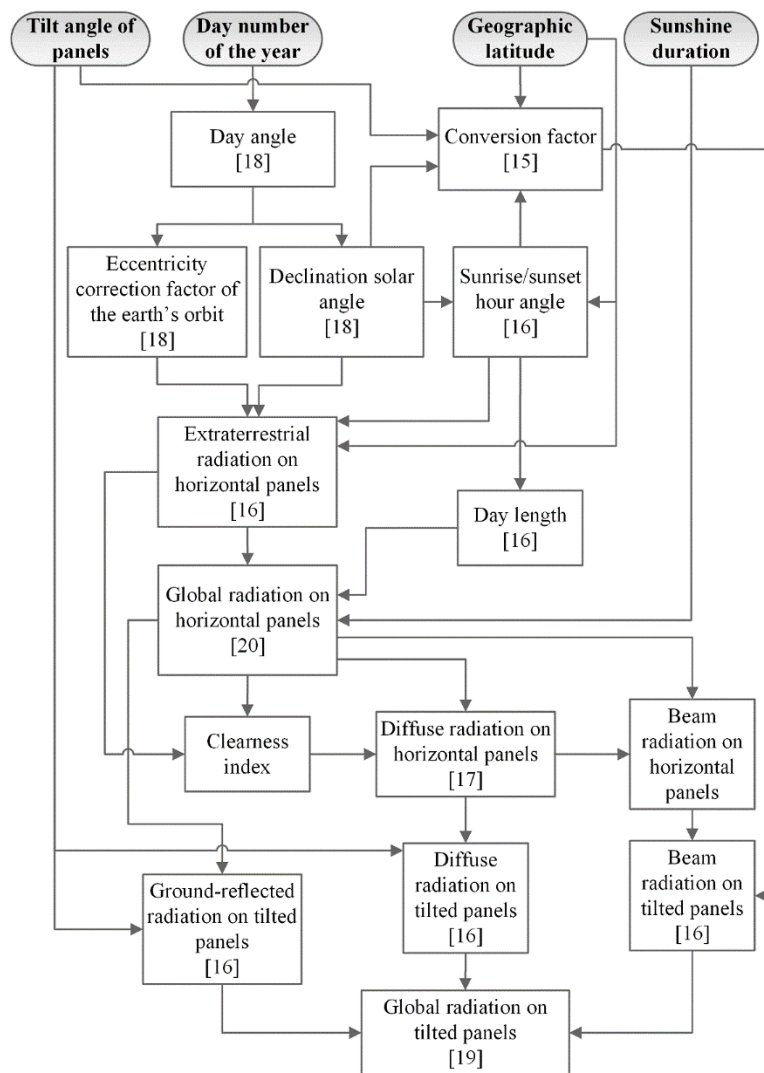 Tilt angle of
panels
Day number
of the year
Geographic
latitude
Sunshine
duration
Day angle
[18]
Conversion factor
[15]
Eccentricity
correction factor of
the earth’s orbit
[18]
Declination solar
angle
[18]
Sunrise/sunset
hour angle
[16]
Extraterrestrial
radiation on
horizontal panels
[16]
Day length
[16]
Global radiation on
horizontal panels
[20]
Clearness
index
Diffuse radiation on
horizontal panels
[17]
Beam
radiation on
horizontal
panels
Ground-reflected
radiation on tilted
panels
[16]
Diffuse
radiation on
tilted panels
[16]
Beam
radiation on
tilted panels
[16]
Global radiation on
tilted panels
[19]